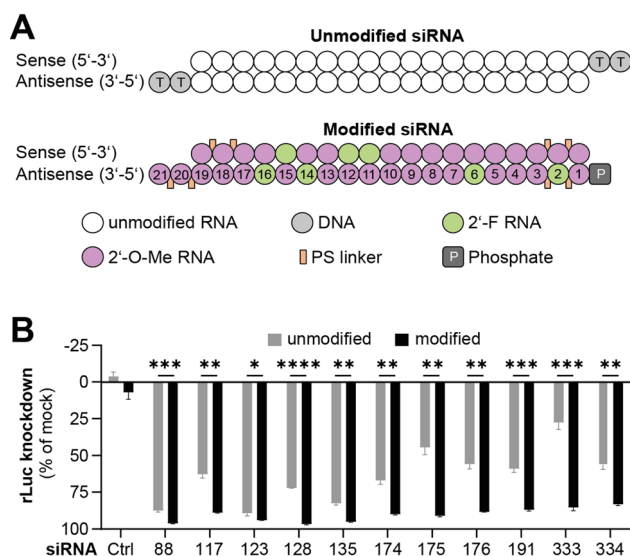 A
Unmodified siRNA
Sense (5‘-3‘) T T
Antisense (3‘-5‘) T T
Modified siRNA
Sense (5‘-3‘)
Antisense (3‘-5‘) 21 20 19 18 17 16 15 14 13 12 11 10 9 8 7 6 5 4 3 2 1 P
unmodified RNA DNA 2‘-F RNA
2‘-O-Me RNA PS linker P Phosphate
B
unmodified modified
-25
*** ** * **** ** ** ** ** *** *** **
0
25
50
75
100
rLuc knockdown
(% of mock)
siRNA Ctrl 88 117 123 128 135 174 175 176 191 333 334